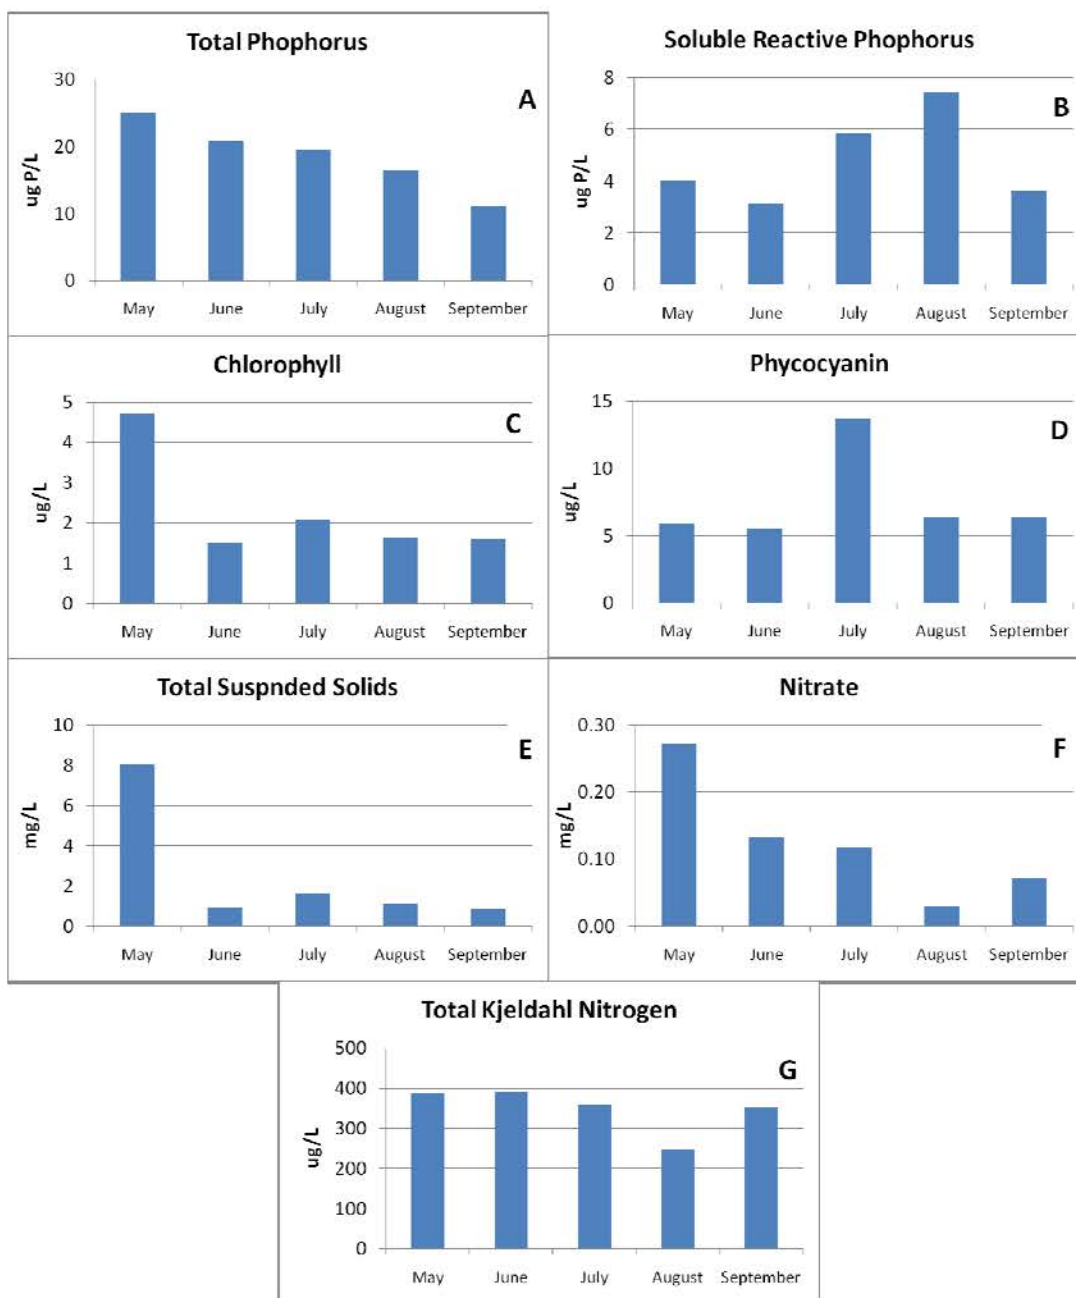 Total Phophorus
A
ug P/L
30
20
10
0
May June July August September
Soluble Reactive Phophorus
B
ug P/L
8
6
4
2
0
May June July August September
Chlorophyll
C
ug/L
5
4
3
2
1
0
May June July August September
Phycocyanin
D
ug/L
15
10
5
0
May June July August September
Total Suspnded Solids
E
mg/L
10
8
6
4
2
0
May June July August September
Nitrate
F
mg/L
0.30
0.20
0.10
0.00
May June July August September
Total Kjeldahl Nitrogen
G
ug/L
500
400
300
200
100
0
May June July August September